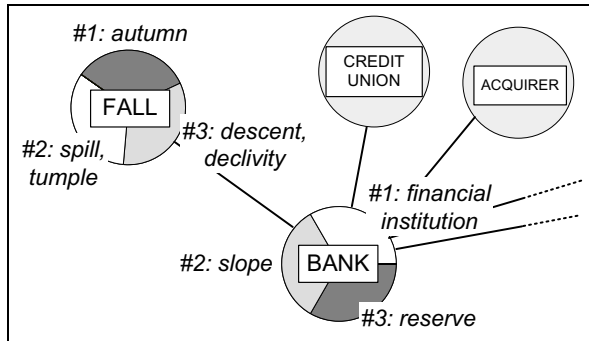 #1: autumn
CREDIT
UNION
ACQUIRER
FALL
#2: spill,
tumple
#3: descent,
declivity
#1: financial
institution
#2: slope
BANK
#3: reserve